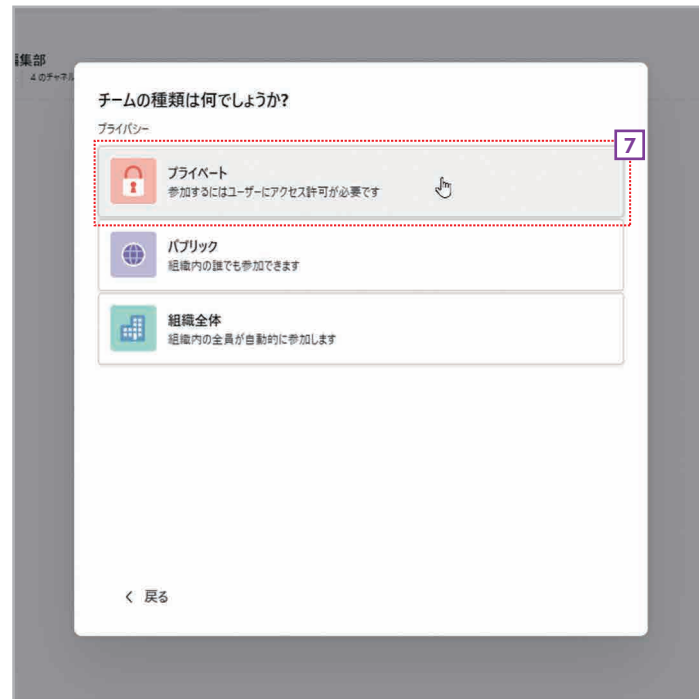 編集部
4 のチャネル
チームの種類は何でしょうか?
プライバシー
7
プライベート
参加するにはユーザーにアクセス許可が必要です
パブリック
組織内の誰でも参加できます
組織全体
組織内の全員が自動的に参加します
戻る